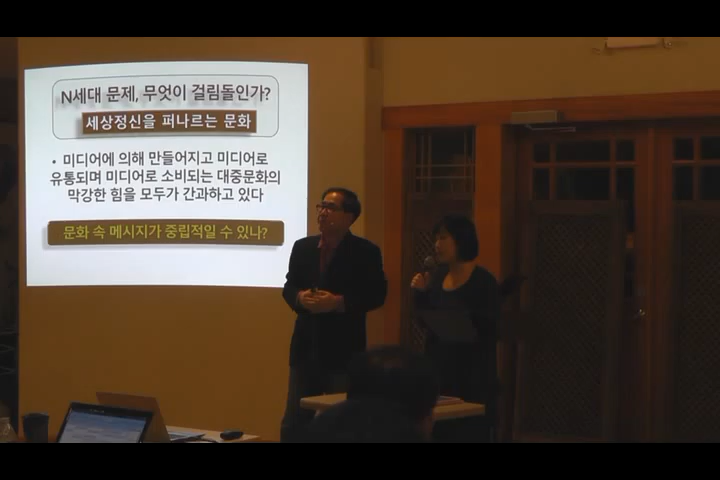 N세대 문제, 무엇이 걸림돌인가?
세상정신을 퍼나르는 문화
• 미디어에 의해 만들어지고 미디어로
유통되며 미디어로 소비되는 대중문화의
막강한 힘을 모두가 간과하고 있다
문화 속 메시지가 중립적일 수 있나?